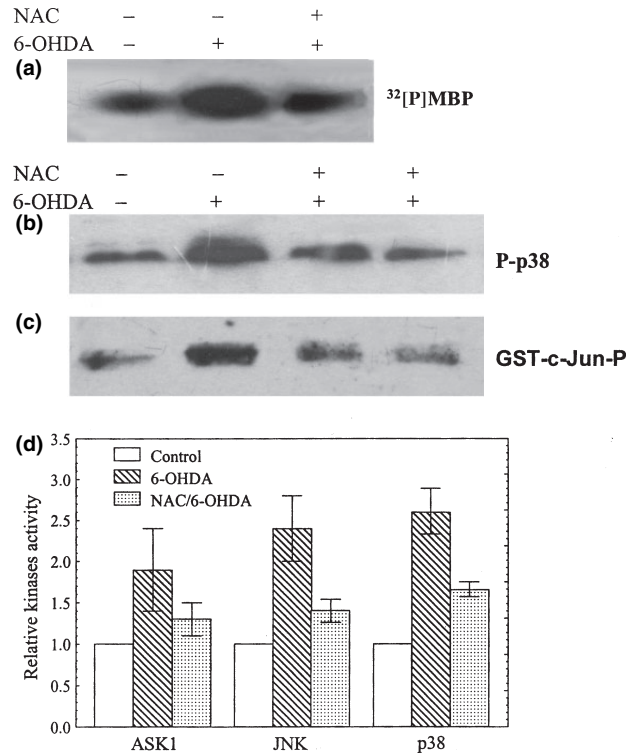 NAC – – +
6-OHDA – + +
(a)
³²[P]MBP
NAC – – + +
6-OHDA – + + +
(b)
P-p38
(c)
GST-c-Jun-P
(d)
3.5
3.0
2.5
2.0
1.5
1.0
0.5
0.0
Relative kinases activity
Control
6-OHDA
NAC/6-OHDA
ASK1 JNK p38